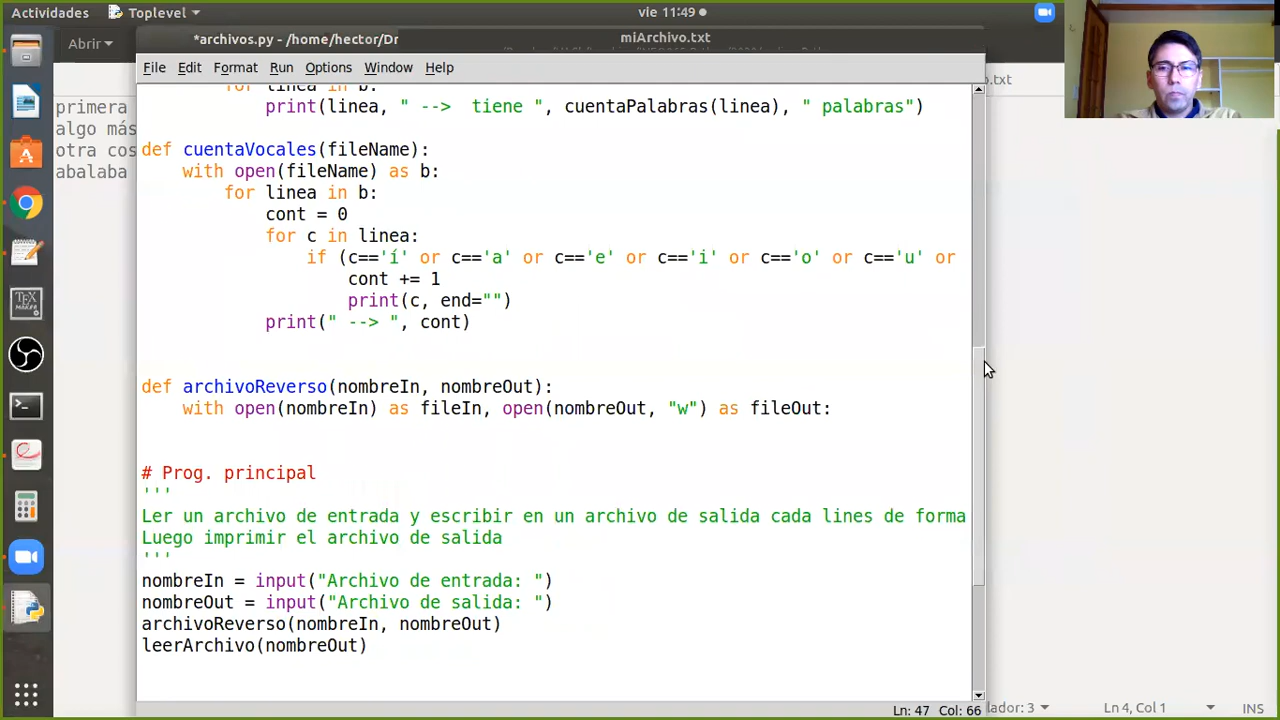 Actividades
Toplevel
vie 11:49
Abrir
*archivos.py - /home/hector/Dr
miArchivo.txt
File Edit Format Run Options Window Help
xt
primera
algo más
otra cos
abalaba
for linea in b:
print(linea, " -->  tiene ", cuentaPalabras(linea), " palabras")
def cuentaVocales(fileName):
with open(fileName) as b:
for linea in b:
cont = 0
for c in linea:
if (c=='í' or c=='a' or c=='e' or c=='i' or c=='o' or c=='u' or
cont += 1
print(c, end="")
print(" --> ", cont)
def archivoReverso(nombreIn, nombreOut):
with open(nombreIn) as fileIn, open(nombreOut, "w") as fileOut:
# Prog. principal
'''
Ler un archivo de entrada y escribir en un archivo de salida cada lines de forma
Luego imprimir el archivo de salida
'''
nombreIn = input("Archivo de entrada: ")
nombreOut = input("Archivo de salida: ")
archivoReverso(nombreIn, nombreOut)
leerArchivo(nombreOut)
Ln: 47 Col: 66
lador: 3
Ln 4, Col 1
INS